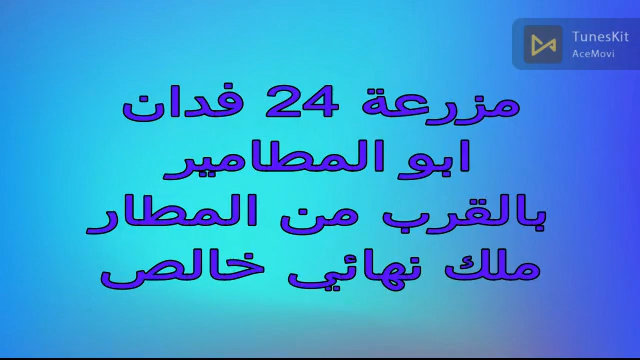 TunesKit
AceMovi
مزرعة 24 فدان
ابو المطامير
بالقرب من المطار
ملك نهائي خالص